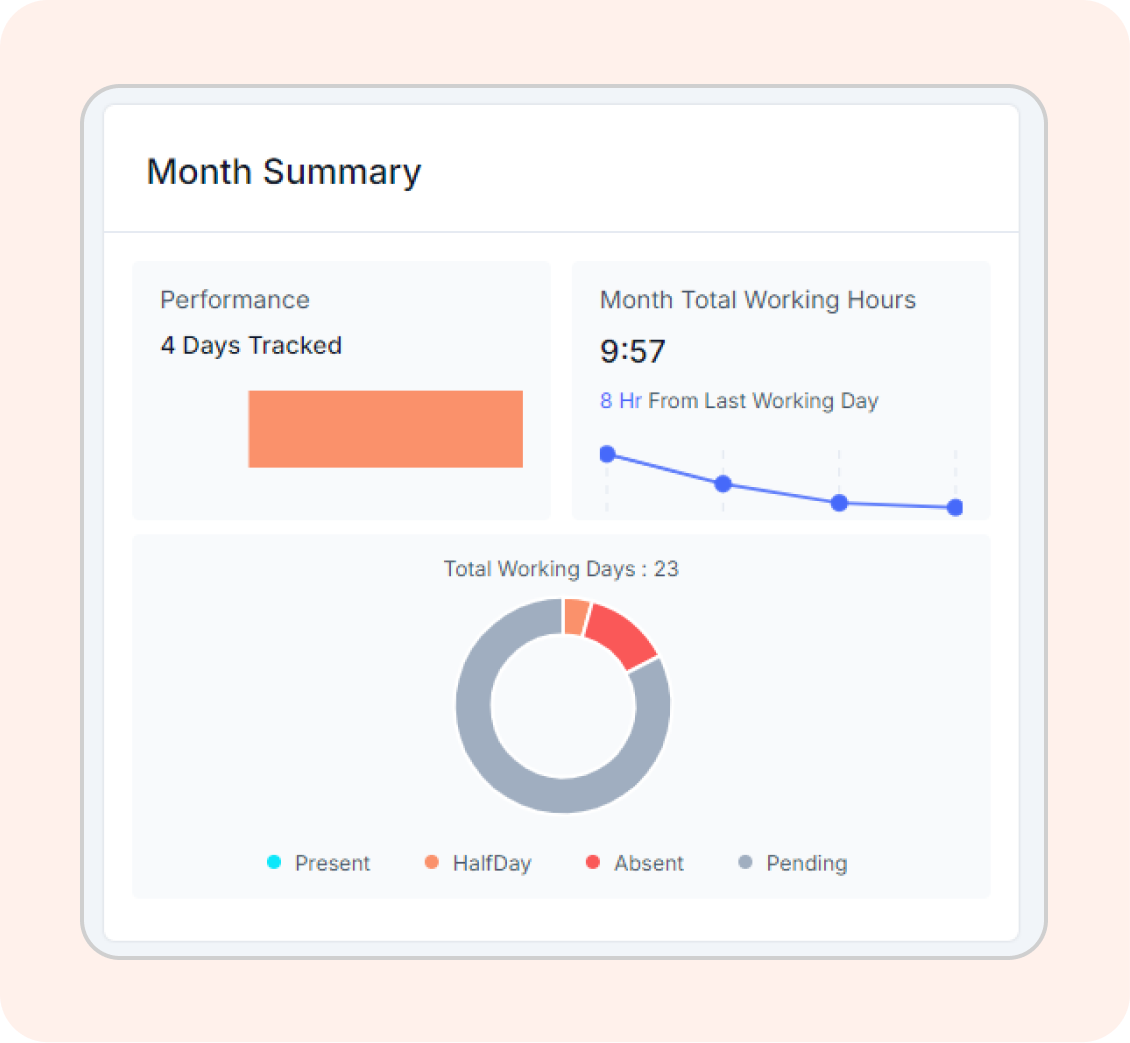 Month Summary
Performance
4 Days Tracked
Month Total Working Hours
9:57
8 Hr From Last Working Day
Total Working Days : 23
Present
HalfDay
Absent
Pending